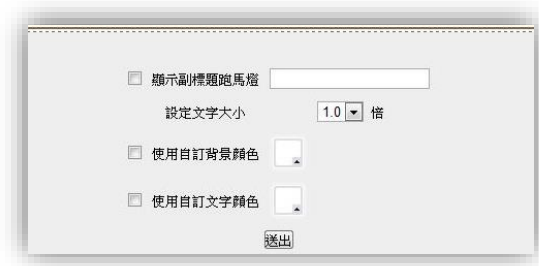 顯示副標題跑馬燈
設定文字大小 1.0 倍
使用自訂背景顏色
使用自訂文字顏色
送出